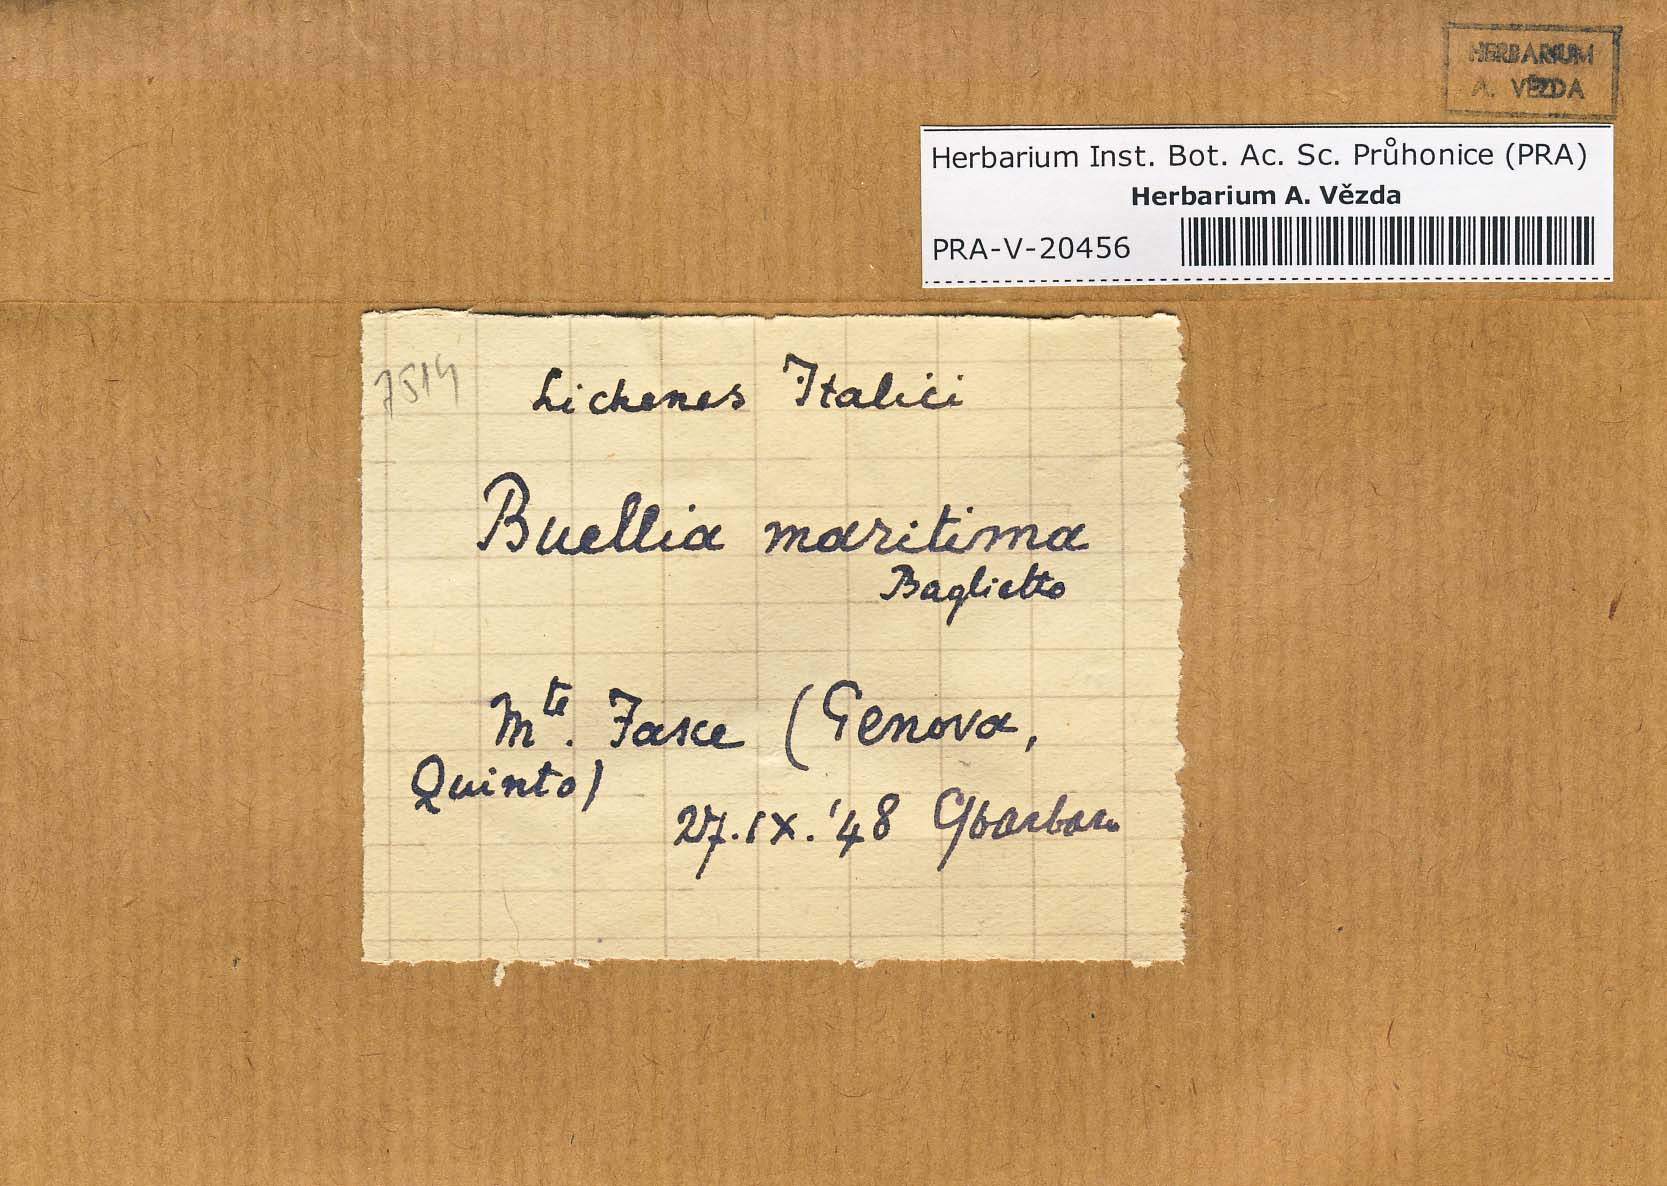 HERBARIUM
A. VĚZDA
Herbarium Inst. Bot. Ac. Sc. Průhonice (PRA)
Herbarium A. Vězda
PRA-V-20456
7514
Lichenes Italici
Buellia maritima
Baglietto
Mte. Fasce (Genova,
Quinto)
27.IX.'48